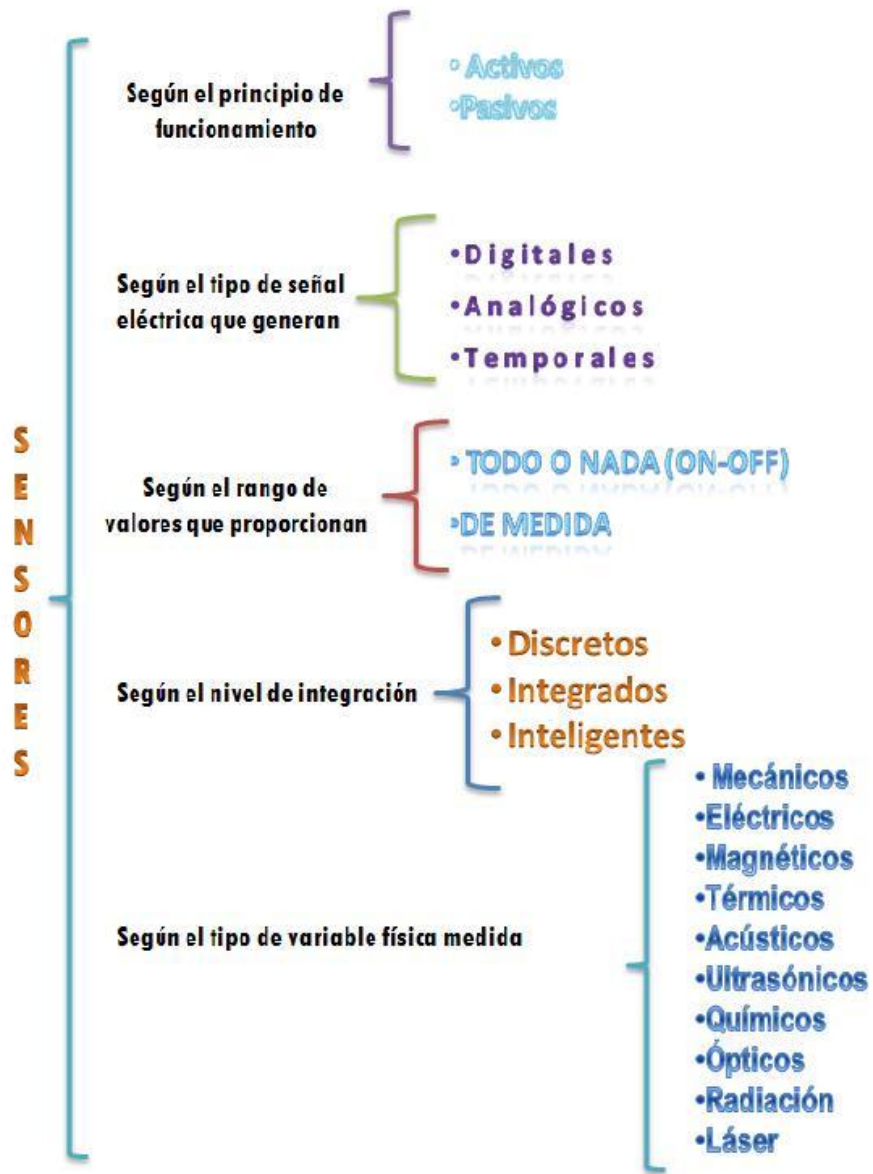 SENSORES
Según el principio de
funcionamiento
• Activos
•Pasivos
Según el tipo de señal
eléctrica que generan
•Digitales
•Analógicos
•Temporales
Según el rango de
valores que proporcionan
• TODO O NADA (ON-OFF)
•DE MEDIDA
Según el nivel de integración
• Discretos
• Integrados
• Inteligentes
Según el tipo de variable física medida
• Mecánicos
•Eléctricos
•Magnéticos
•Térmicos
•Acústicos
•Ultrasónicos
•Químicos
•Ópticos
•Radiación
•Láser